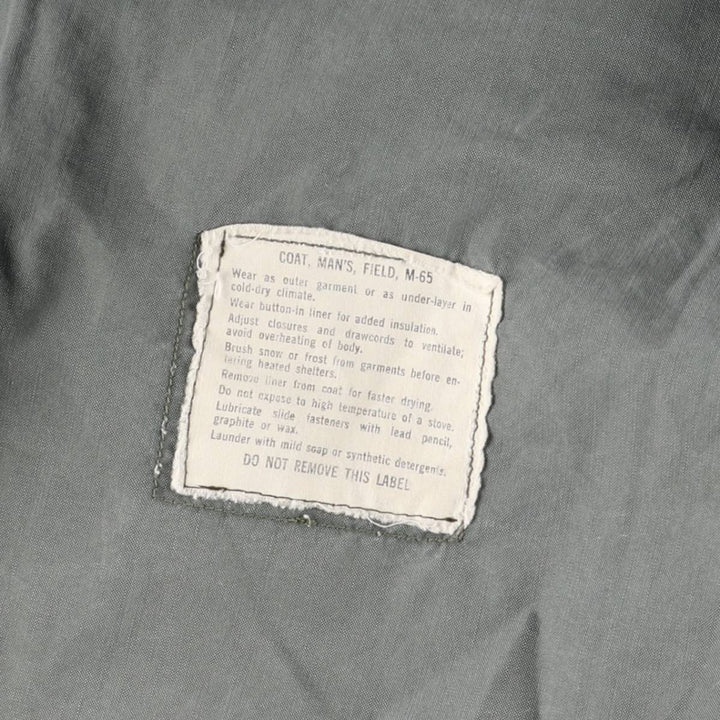 COAT, MAN'S, FIELD, M-65
Wear as outer garment or as under-layer in
cold-dry climate.
Wear button-in liner for added insulation.
Adjust closures and drawcords to ventilate;
avoid overheating of body.
Brush snow or frost from garments before en-
tering heated shelters.
Remove liner from coat for faster drying.
Do not expose to high temperature of a stove.
Lubricate slide fasteners with lead pencil,
graphite or wax.
Launder with mild soap or synthetic detergents.
DO NOT REMOVE THIS LABEL